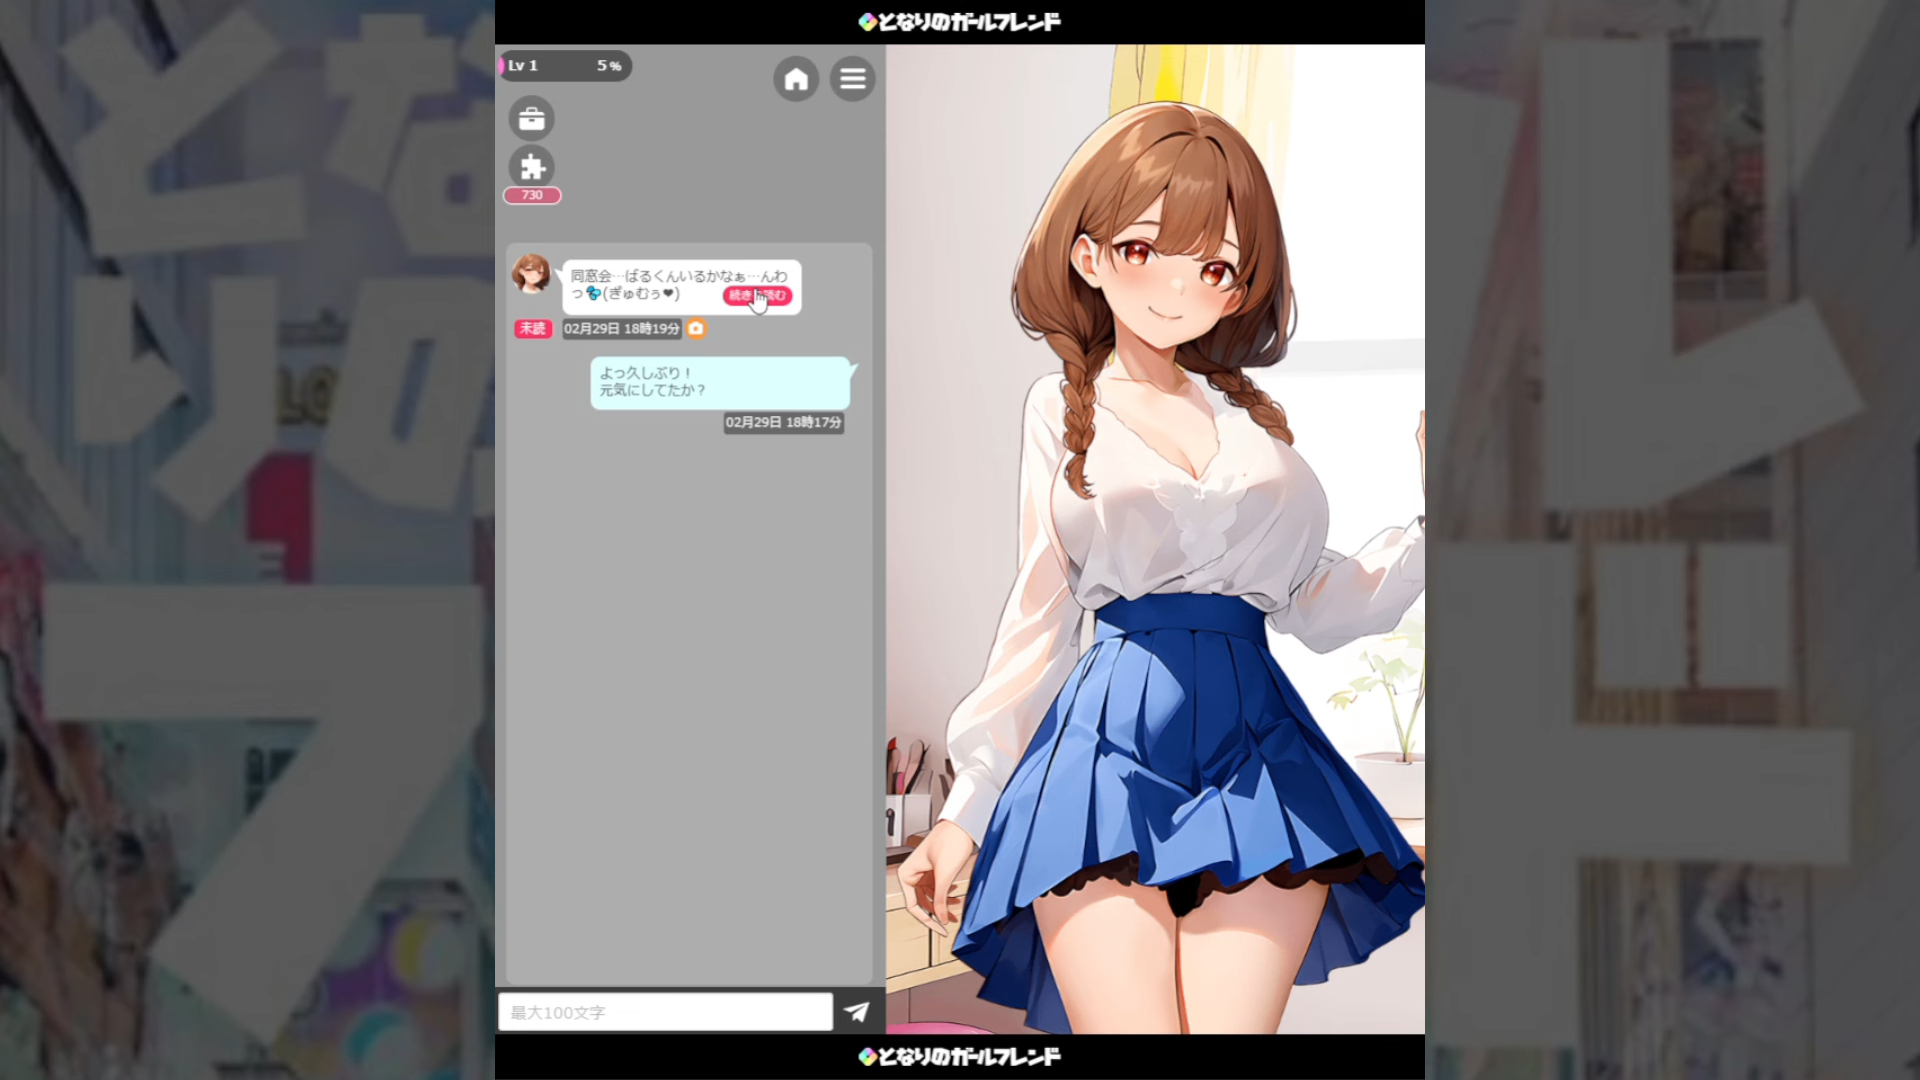 となりのガールフレンド
Lv 1 5%
730
同窓会…ばるくんいるかなぁ…んわ
っ🫂(ぎゅむぅ❤)
続き 読む
未読 02月29日 18時19分
よっ久しぶり！
元気にしてたか？
02月29日 18時17分
最大100文字
となりのガールフレンド